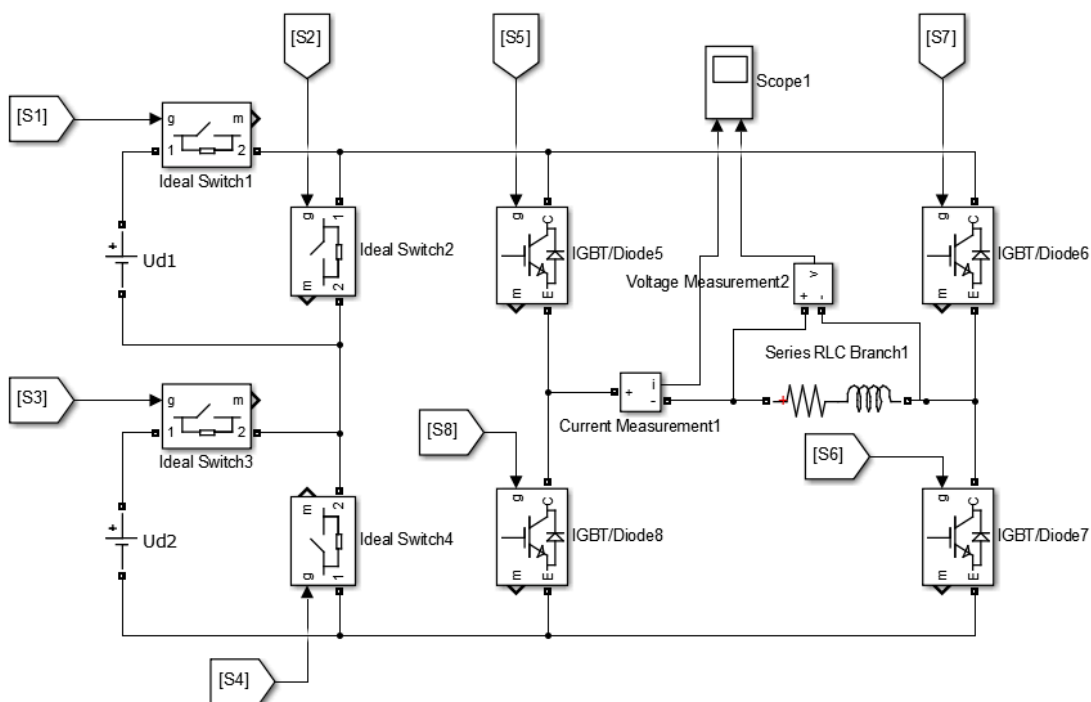 [S2]
[S5]
[S7]
Scope1
[S1]
g
m
1
2
Ideal Switch1
g
1
m
2
Ideal Switch2
g
C
m
E
IGBT/Diode5
g
C
m
E
IGBT/Diode6
+
Ud1
Voltage Measurement2
v
+
-
[S3]
g
m
1
2
Ideal Switch3
Series RLC Branch1
+
i
+
-
Current Measurement1
[S8]
[S6]
+
Ud2
m
2
g
1
Ideal Switch4
g
C
m
E
IGBT/Diode8
g
C
m
E
IGBT/Diode7
[S4]